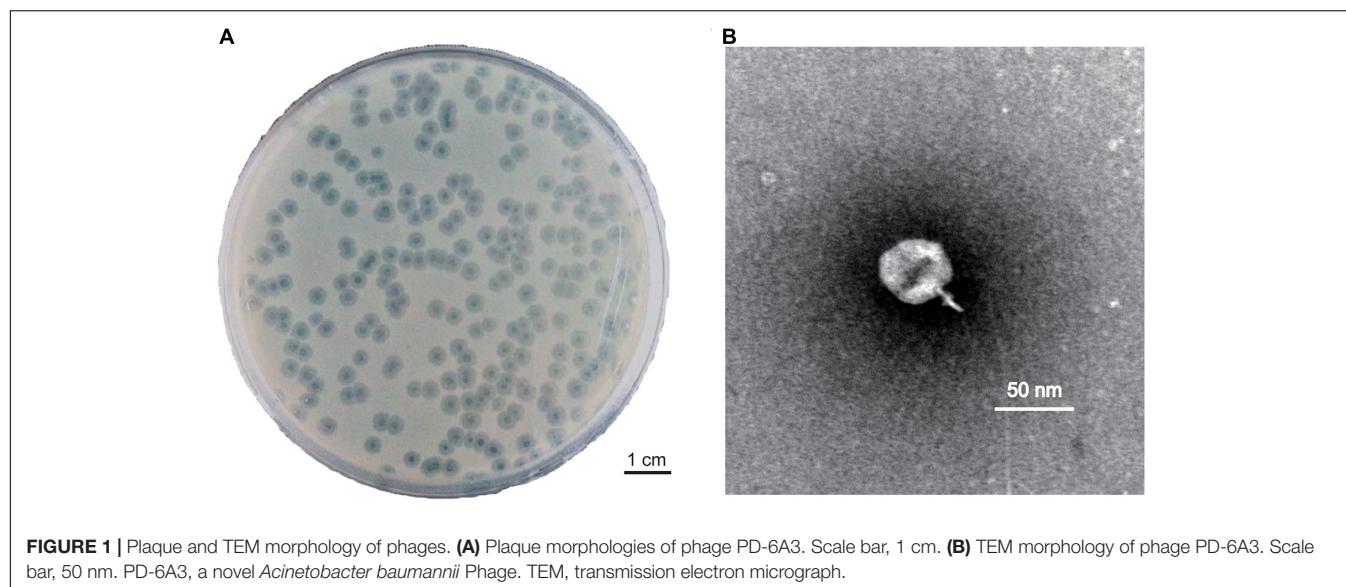 A
B
50 nm
1 cm
FIGURE 1 | Plaque and TEM morphology of phages. (A) Plaque morphologies of phage PD-6A3. Scale bar, 1 cm. (B) TEM morphology of phage PD-6A3. Scale
bar, 50 nm. PD-6A3, a novel Acinetobacter baumannii Phage. TEM, transmission electron micrograph.